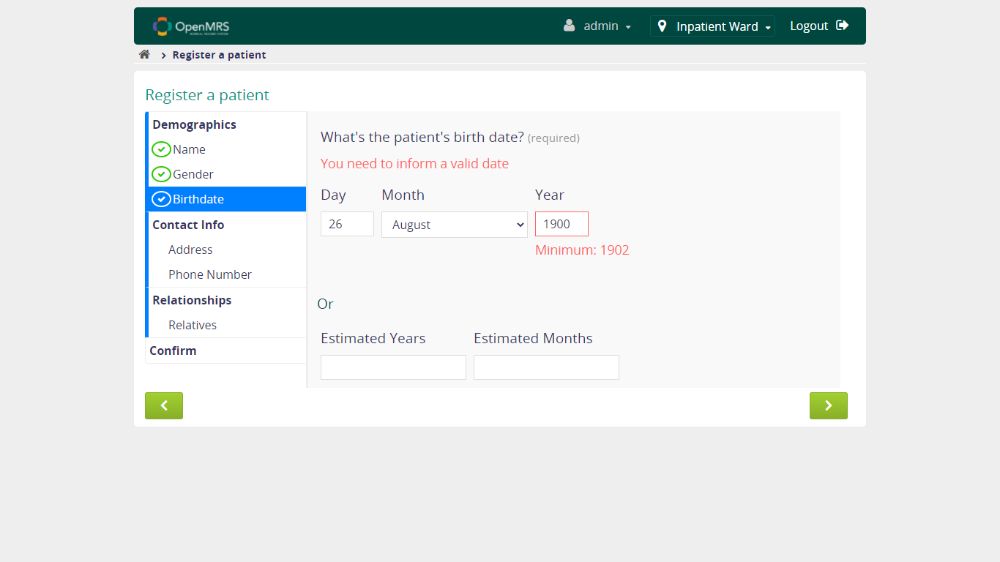 OpenMRS
admin
Inpatient Ward
Logout
Register a patient
Register a patient
Demographics
Name
Gender
Birthdate
Contact Info
Address
Phone Number
Relationships
Relatives
Confirm
What's the patient's birth date? (required)
You need to inform a valid date
Day Month Year
26 August 1900
Minimum: 1902
Or
Estimated Years Estimated Months